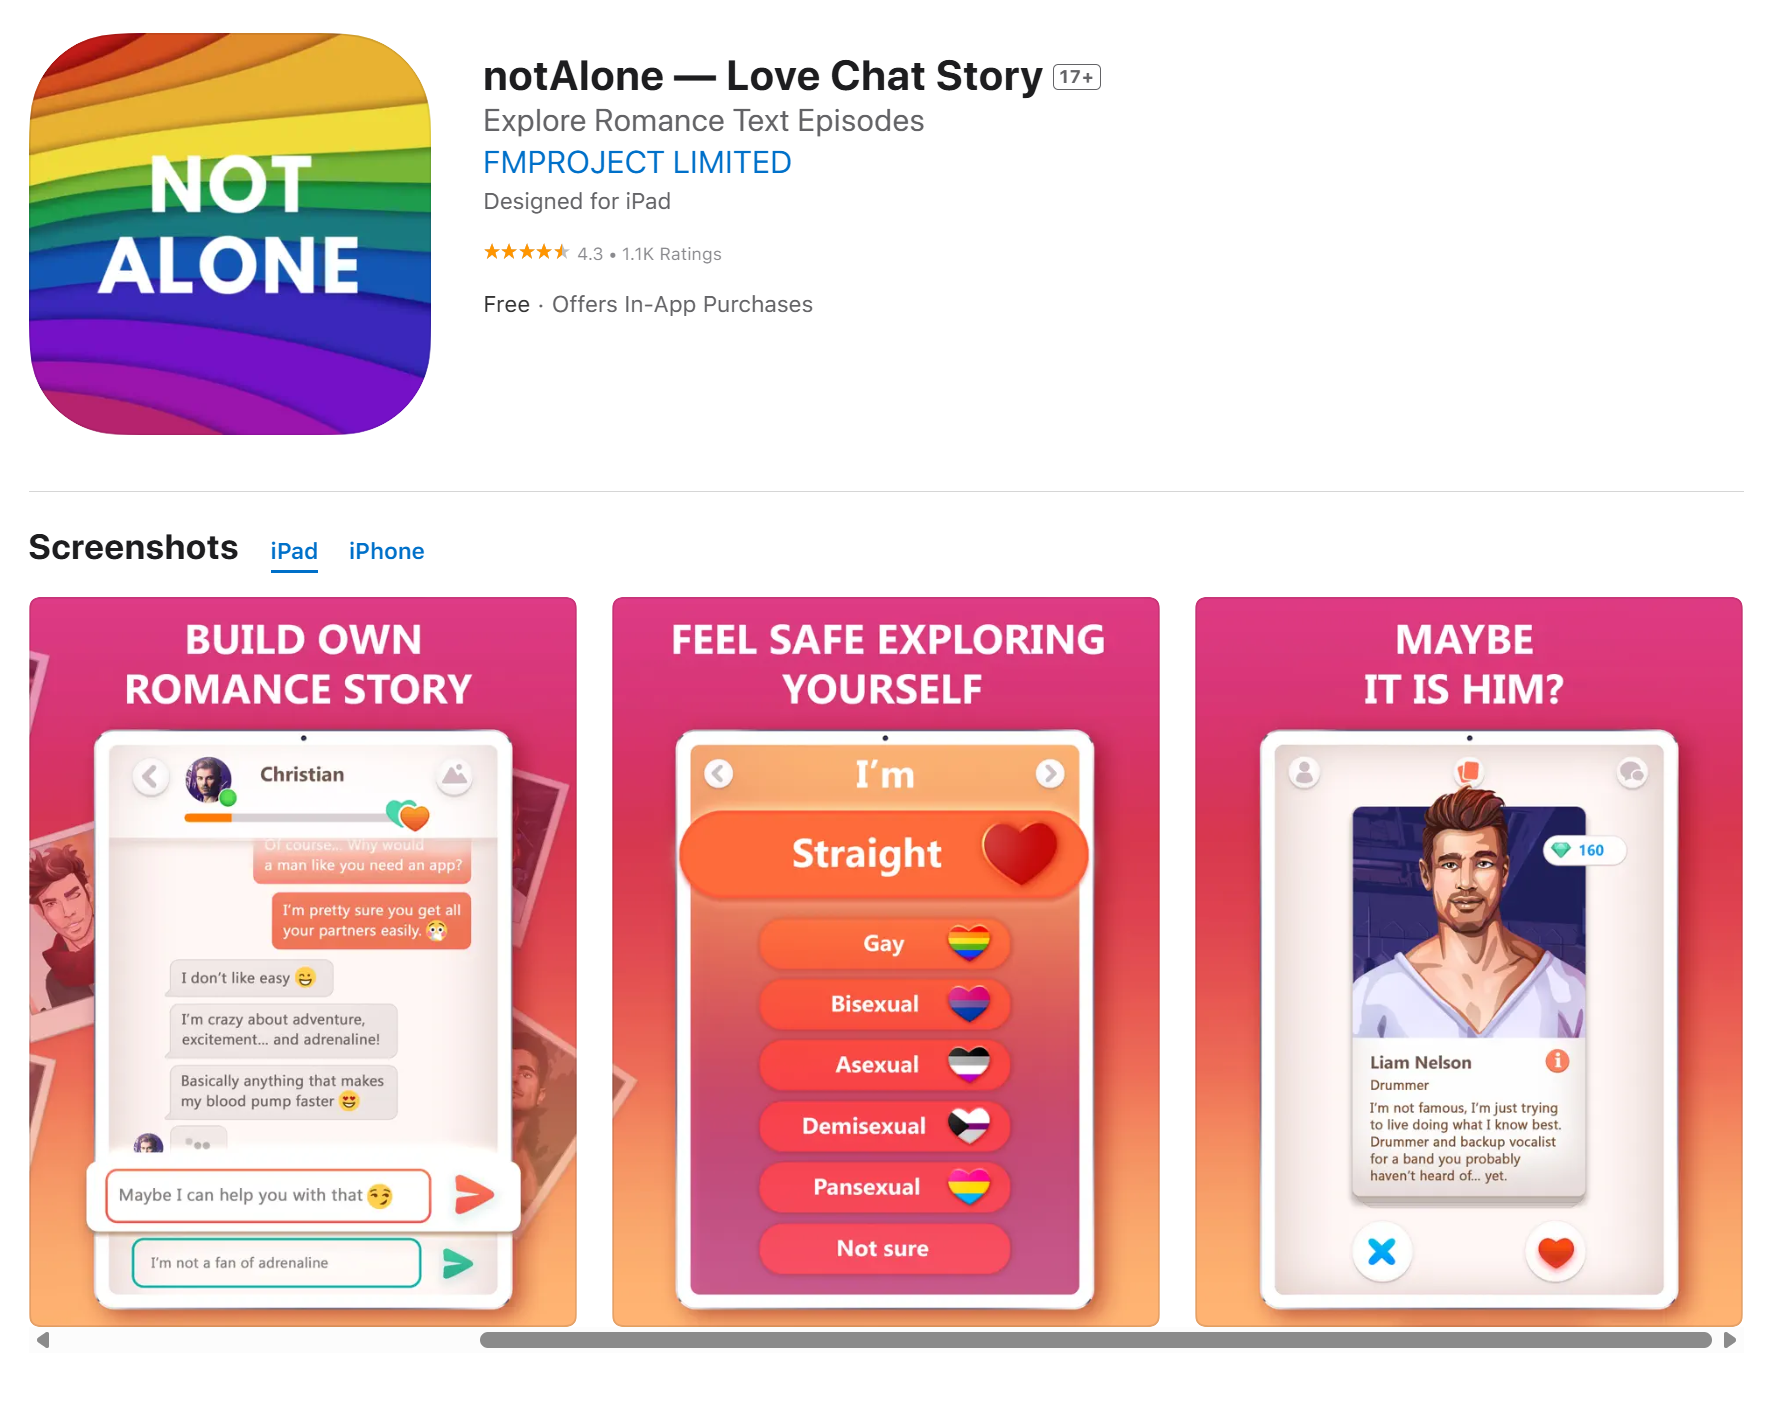 NOT
ALONE
notAlone — Love Chat Story 17+
Explore Romance Text Episodes
FMPROJECT LIMITED
Designed for iPad
4.3 • 1.1K Ratings
Free · Offers In-App Purchases
Screenshots iPad iPhone
BUILD OWN
ROMANCE STORY
Christian
Of course... Why would
a man like you need an app?
I'm pretty sure you get all
your partners easily. 😷
I don't like easy 😄
I'm crazy about adventure,
excitement... and adrenaline!
Basically anything that makes
my blood pump faster 😍
Maybe I can help you with that 😏
I'm not a fan of adrenaline
FEEL SAFE EXPLORING
YOURSELF
I'm
Straight
Gay
Bisexual
Asexual
Demisexual
Pansexual
Not sure
MAYBE
IT IS HIM?
160
Liam Nelson
Drummer
I'm not famous, I'm just trying
to live doing what I know best.
Drummer and backup vocalist
for a band you probably
haven't heard of... yet.